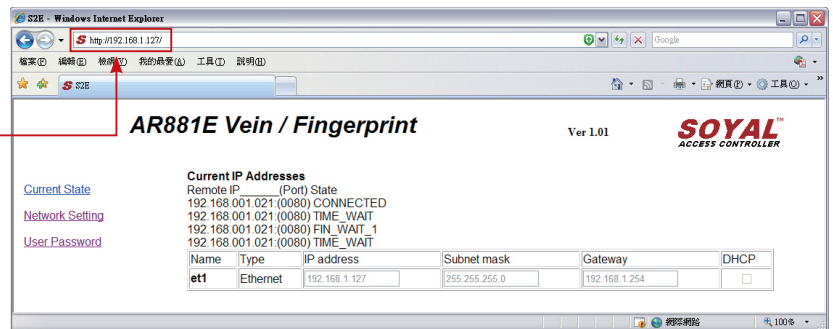 S2E - Windows Internet Explorer
S http://192.168.1.127/
Google
檔案(F) 編輯(E) 檢視(V) 我的最愛(A) 工具(T) 說明(H)
S S2E
網頁(P) 工具(O)
AR881E Vein / Fingerprint
Ver 1.01
SOYAL™
ACCESS CONTROLLER
Current State
Network Setting
User Password
Current IP Addresses
Remote IP______(Port) State
192.168.001.021:(0080) CONNECTED
192.168.001.021:(0080) TIME_WAIT
192.168.001.021:(0080) FIN_WAIT_1
192.168.001.021:(0080) TIME_WAIT
Name Type IP address Subnet mask Gateway DHCP
et1 Ethernet 192.168.1.127 255.255.255.0 192.168.1.254
網際網路 100%